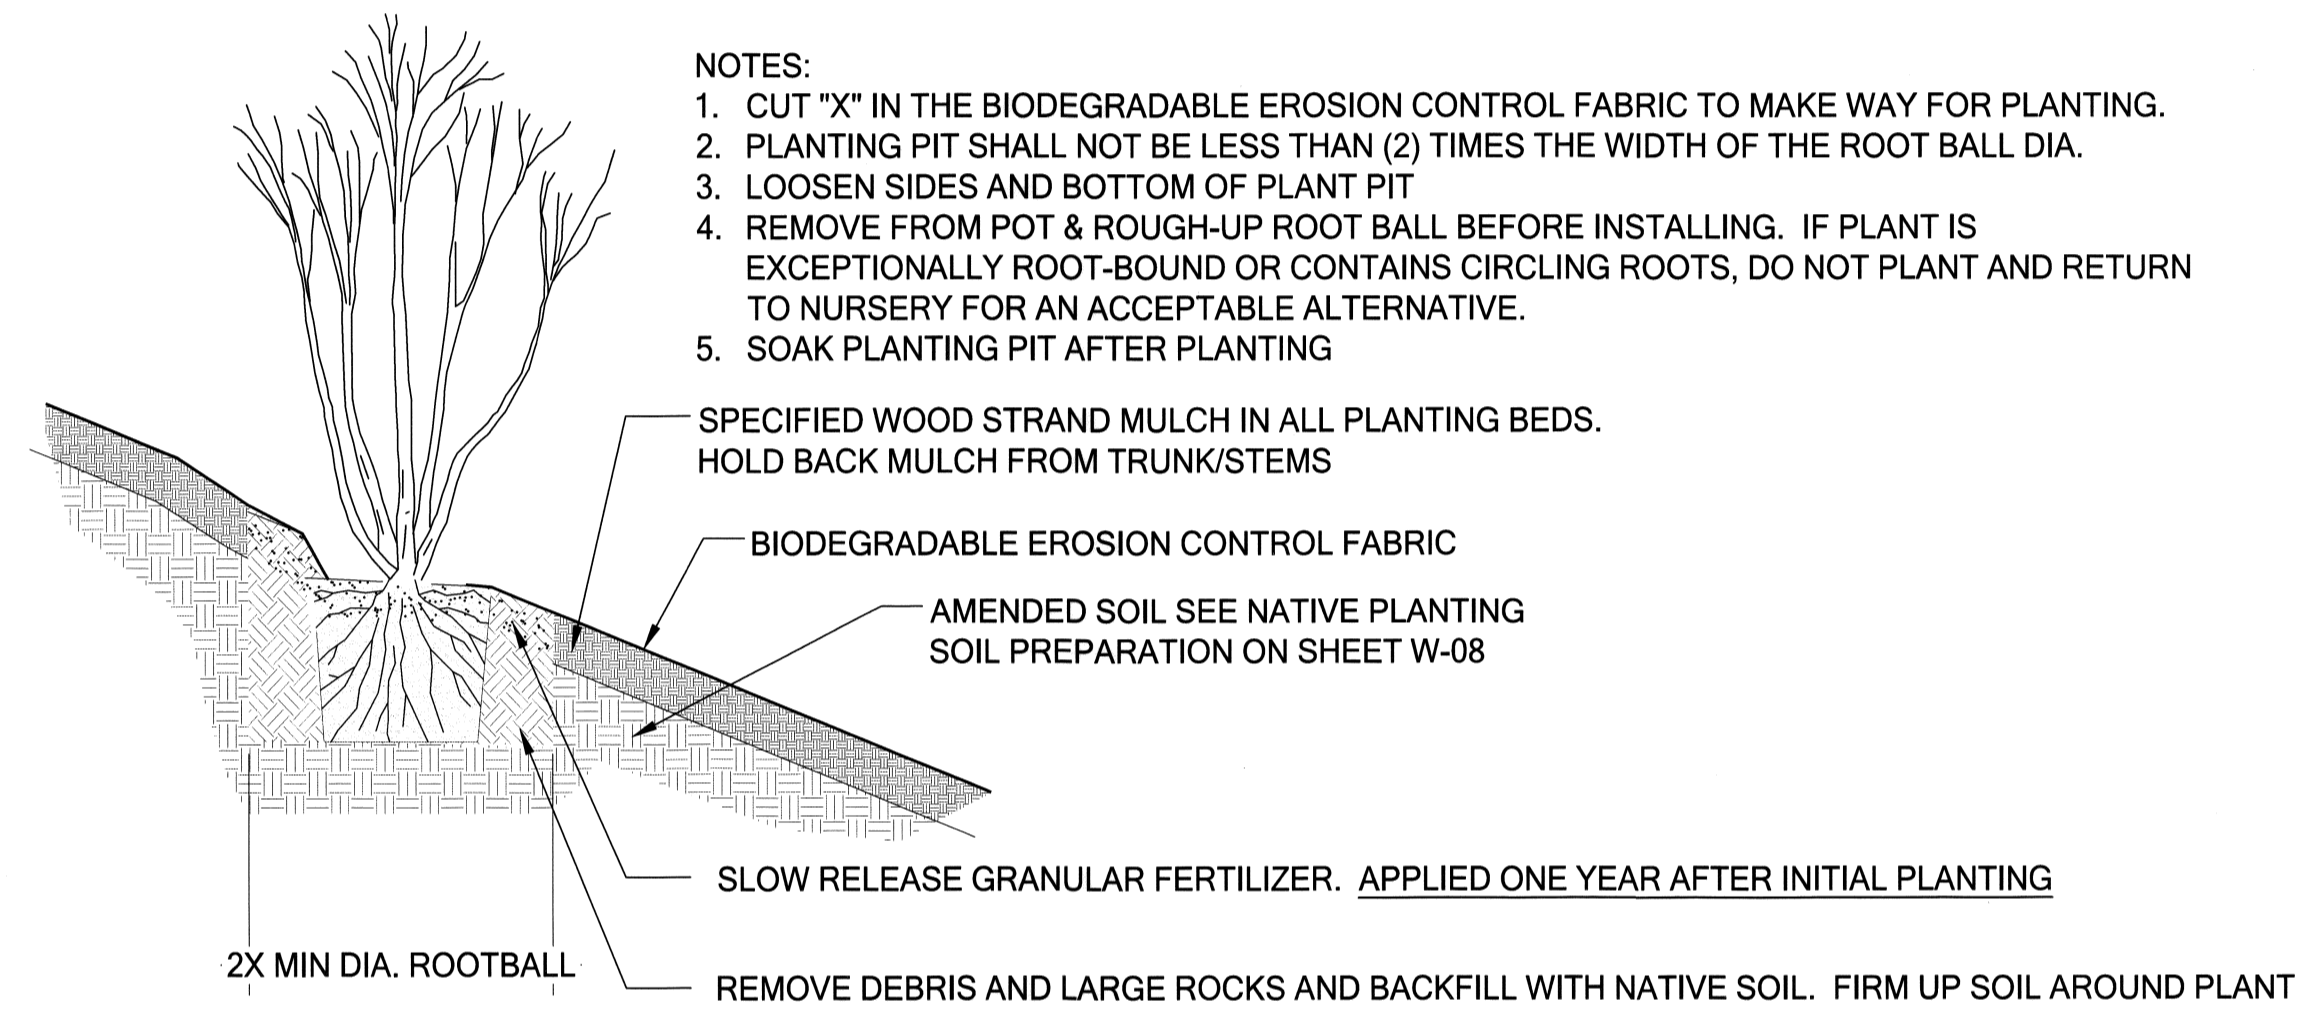 NOTES:
1. CUT "X" IN THE BIODEGRADABLE EROSION CONTROL FABRIC TO MAKE WAY FOR PLANTING.
2. PLANTING PIT SHALL NOT BE LESS THAN (2) TIMES THE WIDTH OF THE ROOT BALL DIA.
3. LOOSEN SIDES AND BOTTOM OF PLANT PIT
4. REMOVE FROM POT & ROUGH-UP ROOT BALL BEFORE INSTALLING. IF PLANT IS
EXCEPTIONALLY ROOT-BOUND OR CONTAINS CIRCLING ROOTS, DO NOT PLANT AND RETURN
TO NURSERY FOR AN ACCEPTABLE ALTERNATIVE.
5. SOAK PLANTING PIT AFTER PLANTING
SPECIFIED WOOD STRAND MULCH IN ALL PLANTING BEDS.
HOLD BACK MULCH FROM TRUNK/STEMS
BIODEGRADABLE EROSION CONTROL FABRIC
AMENDED SOIL SEE NATIVE PLANTING
SOIL PREPARATION ON SHEET W-08
SLOW RELEASE GRANULAR FERTILIZER. APPLIED ONE YEAR AFTER INITIAL PLANTING
2X MIN DIA. ROOTBALL
REMOVE DEBRIS AND LARGE ROCKS AND BACKFILL WITH NATIVE SOIL. FIRM UP SOIL AROUND PLANT